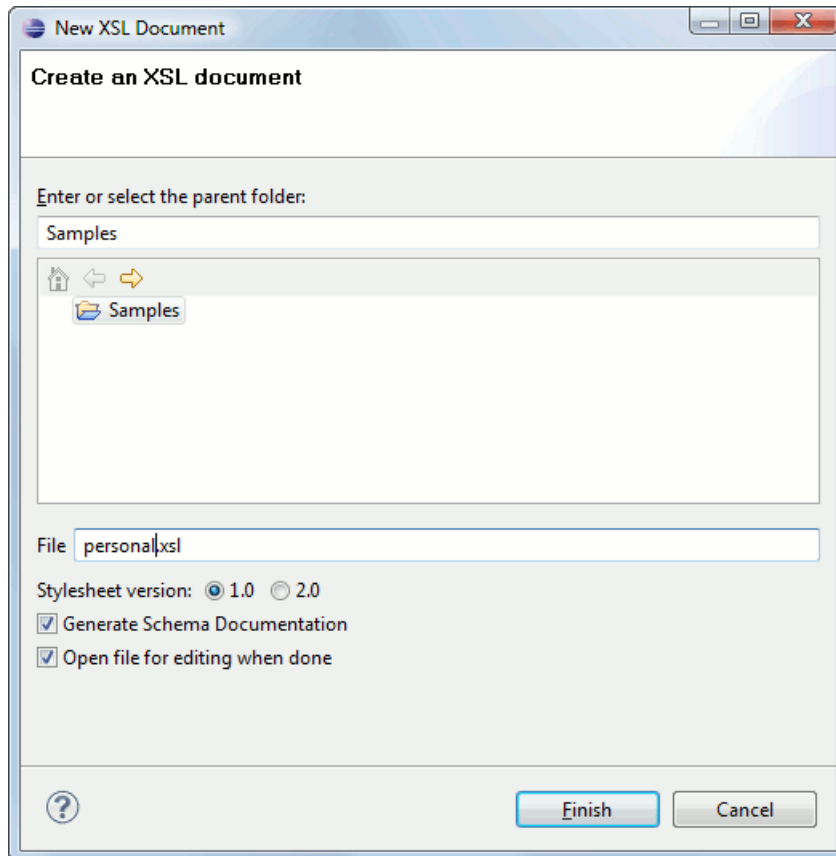 New XSL Document
Create an XSL document
Enter or select the parent folder:
Samples
Samples
File personal.xsl
Stylesheet version: 1.0 2.0
Generate Schema Documentation
Open file for editing when done
? Finish Cancel